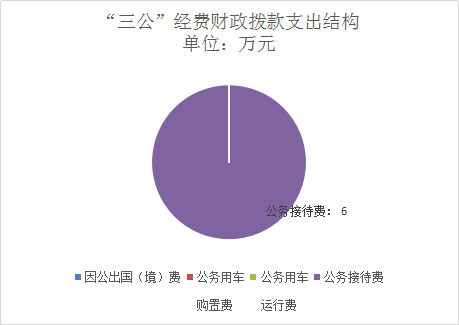 “三公”经费财政拨款支出结构
单位：万元
公务接待费： 6
因公出国（境）费 公务用车 公务用车 公务接待费
购置费 运行费